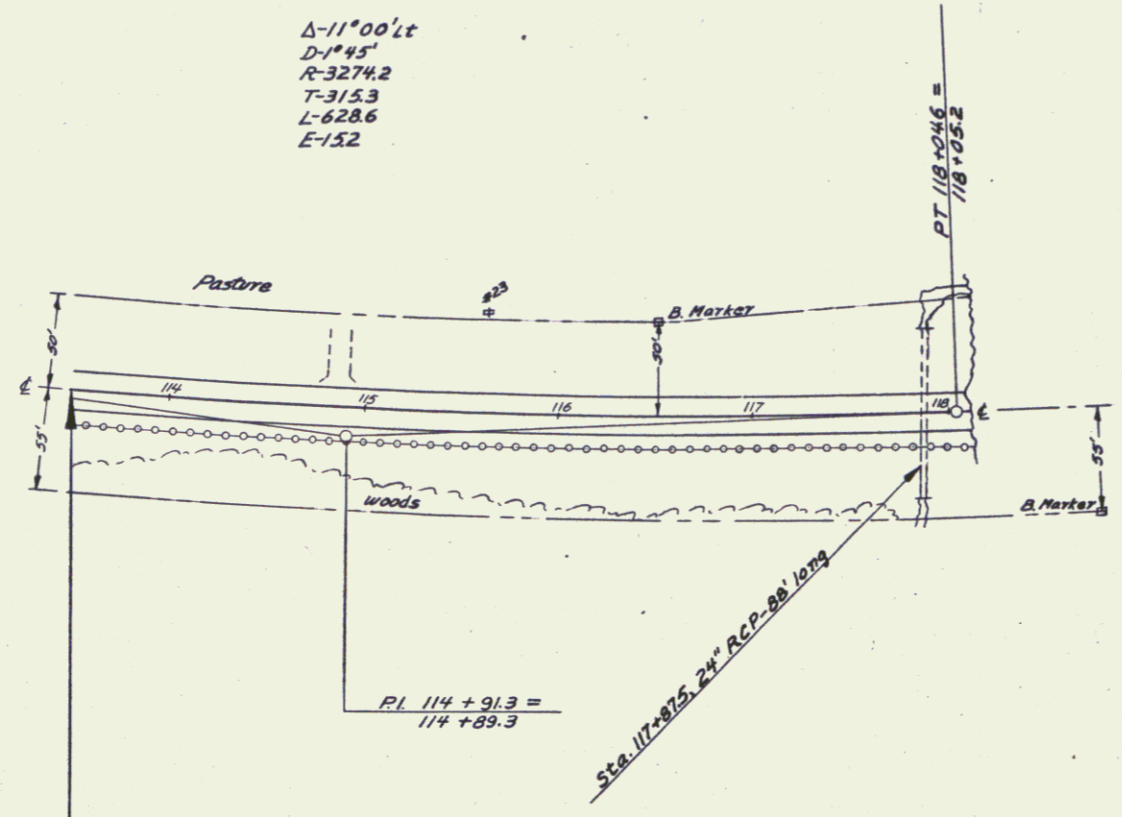 Δ-11°00' Lt
D-1°45'
R-3274.2
T-315.3
L-628.6
E-15.2
PT 118+04.6 =
118+05.2
Pasture
#23
B. Marker
50'
50'
℄
114
115
116
117
118
℄
55'
55'
woods
B. Marker
Sta. 117+87.5, 24" RCP-88' long
P.I. 114 + 91.3 =
114 + 89.3